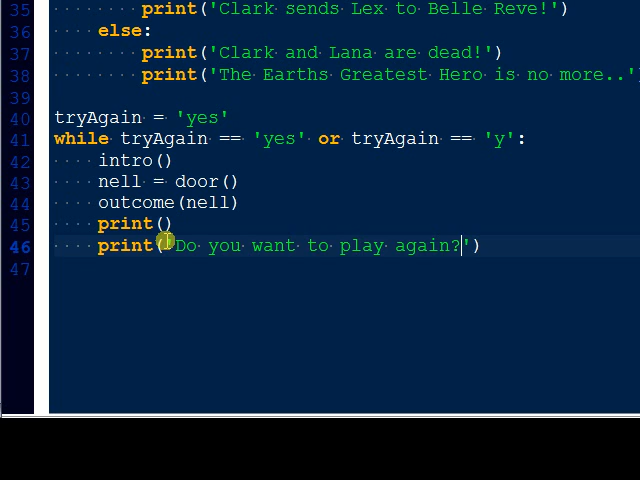 35 print('Clark sends Lex to Belle Reve!')
36 else:
37 print('Clark and Lana are dead!')
38 print('The Earths Greatest Hero is no more..'
39
40 tryAgain = 'yes'
41 while tryAgain == 'yes' or tryAgain == 'y':
42 intro()
43 nell = door()
44 outcome(nell)
45 print()
46 print('Do you want to play again?')
47